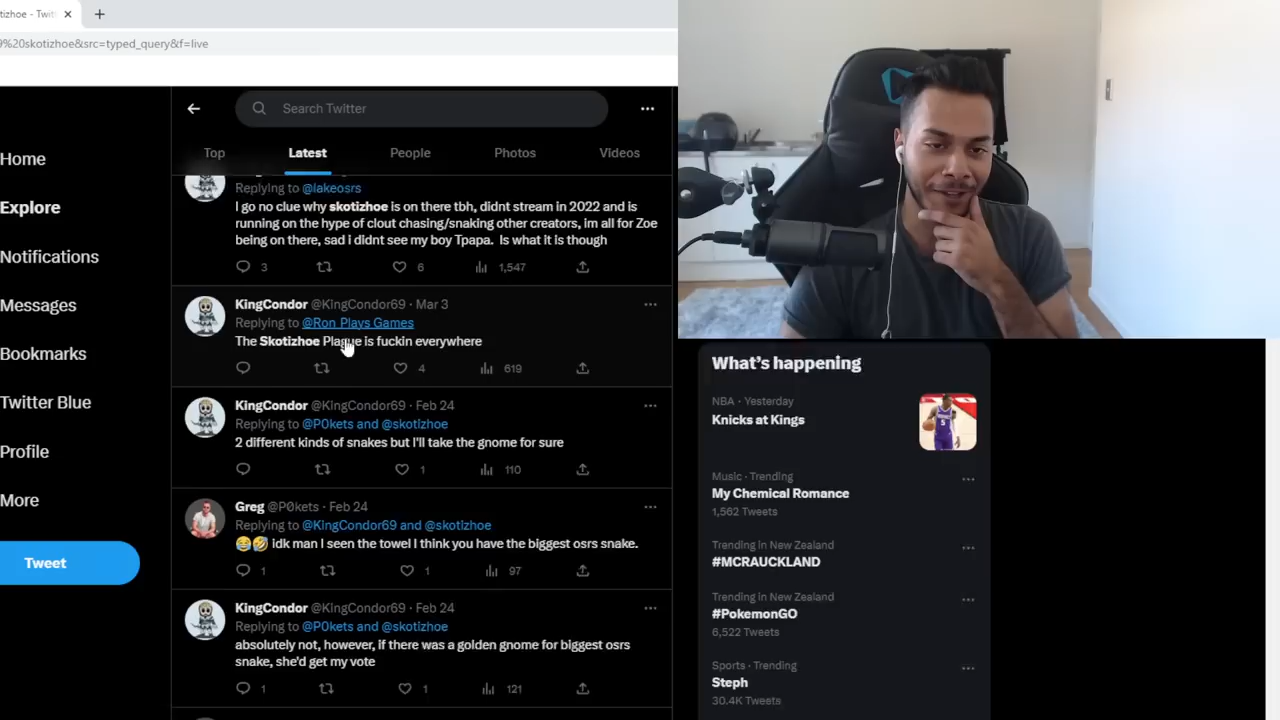 tizhoe - Twit
9%20skotizhoe&src=typed_query&f=live
Search Twitter
Top
Latest
People
Photos
Videos
Home
Explore
Notifications
Messages
Bookmarks
Twitter Blue
Profile
More
Tweet
Replying to @lakeosrs
I go no clue why skotizhoe is on there tbh, didnt stream in 2022 and is
running on the hype of clout chasing/snaking other creators, im all for Zoe
being on there, sad I didnt see my boy Tpapa. Is what it is though
3
6
1,547
KingCondor @KingCondor69 · Mar 3
Replying to @Ron Plays Games
The Skotizhoe Plague is fuckin everywhere
4
619
KingCondor @KingCondor69 · Feb 24
Replying to @P0kets and @skotizhoe
2 different kinds of snakes but I'll take the gnome for sure
1
110
Greg @P0kets · Feb 24
Replying to @KingCondor69 and @skotizhoe
😂🤣 idk man I seen the towel I think you have the biggest osrs snake.
1
1
97
KingCondor @KingCondor69 · Feb 24
Replying to @P0kets and @skotizhoe
absolutely not, however, if there was a golden gnome for biggest osrs
snake, she'd get my vote
1
1
121
What's happening
NBA · Yesterday
Knicks at Kings
Music · Trending
My Chemical Romance
1,562 Tweets
Trending in New Zealand
#MCRAUCKLAND
Trending in New Zealand
#PokemonGO
6,522 Tweets
Sports · Trending
Steph
30.4K Tweets